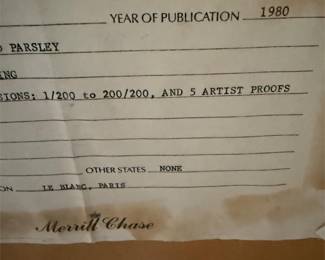 YEAR OF PUBLICATION 1980
PARSLEY
1/200 to 200/200, AND 5 ARTIST PROOFS
OTHER STATES NONE
LE BLANC, PARIS
Merrill Chase